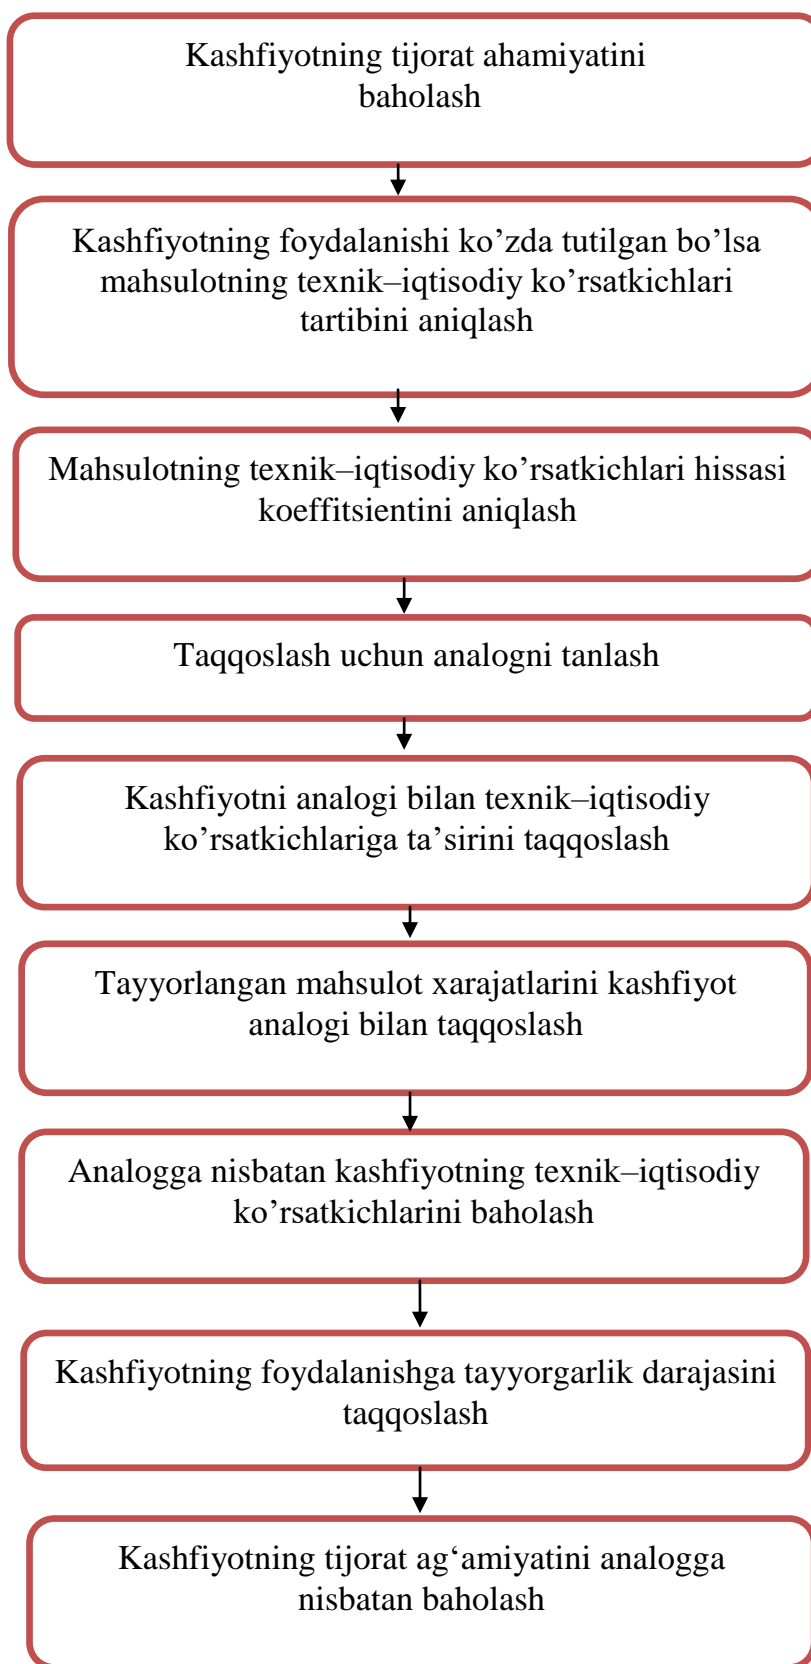 Kashfiyotning tijorat ahamiyatini
baholash
Kashfiyotning foydalanishi ko’zda tutilgan bo’lsa
mahsulotning texnik–iqtisodiy ko’rsatkichlari
tartibini aniqlash
Mahsulotning texnik–iqtisodiy ko’rsatkichlari hissasi
koeffitsientini aniqlash
Taqqoslash uchun analogni tanlash
Kashfiyotni analogi bilan texnik–iqtisodiy
ko’rsatkichlariga ta’sirini taqqoslash
Tayyorlangan mahsulot xarajatlarini kashfiyot
analogi bilan taqqoslash
Analogga nisbatan kashfiyotning texnik–iqtisodiy
ko’rsatkichlarini baholash
Kashfiyotning foydalanishga tayyorgarlik darajasini
taqqoslash
Kashfiyotning tijorat ag‘amiyatini analogga
nisbatan baholash